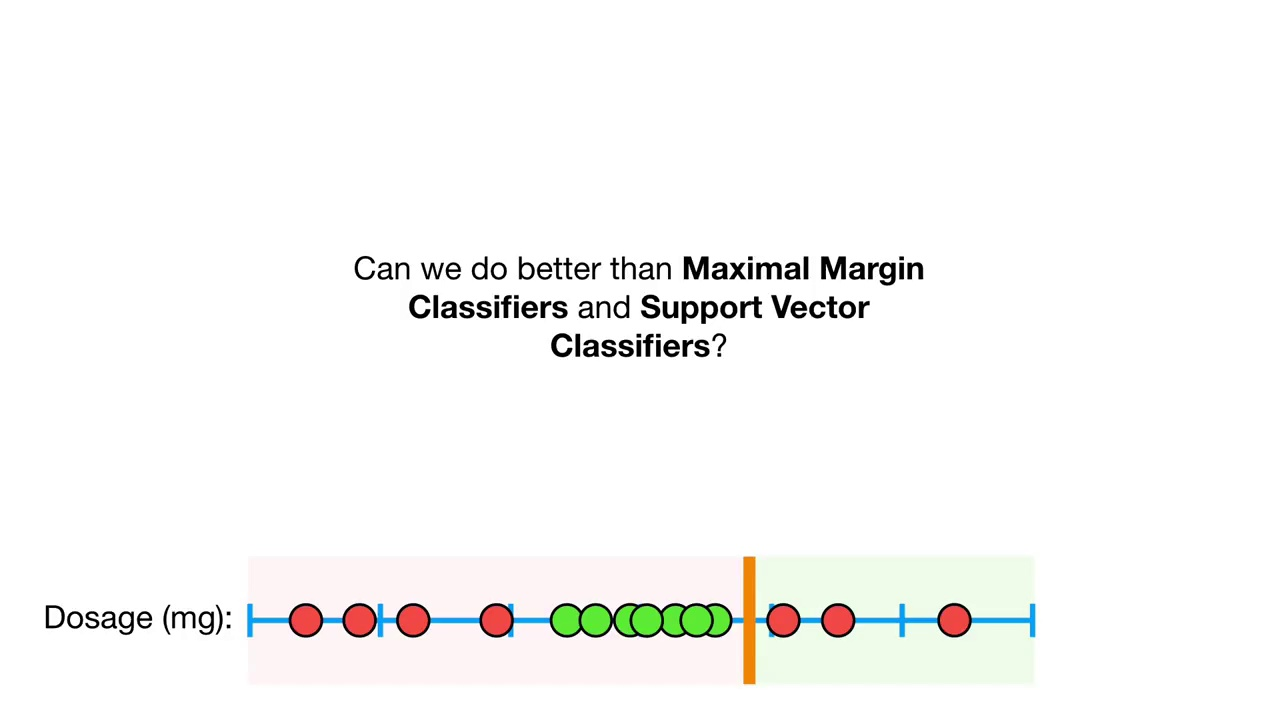 Can we do better than Maximal Margin
Classifiers and Support Vector
Classifiers?
Dosage (mg):